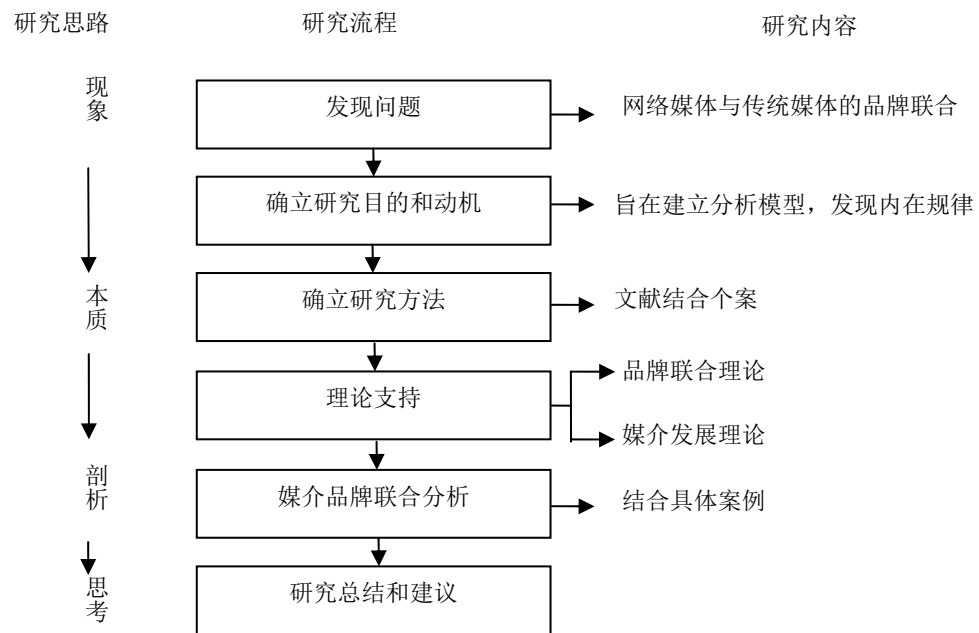 研究思路 研究流程 研究内容
现象
发现问题
网络媒体与传统媒体的品牌联合
确立研究目的和动机
旨在建立分析模型，发现内在规律
本质
确立研究方法
文献结合个案
理论支持
品牌联合理论
媒介发展理论
剖析
媒介品牌联合分析
结合具体案例
思考
研究总结和建议